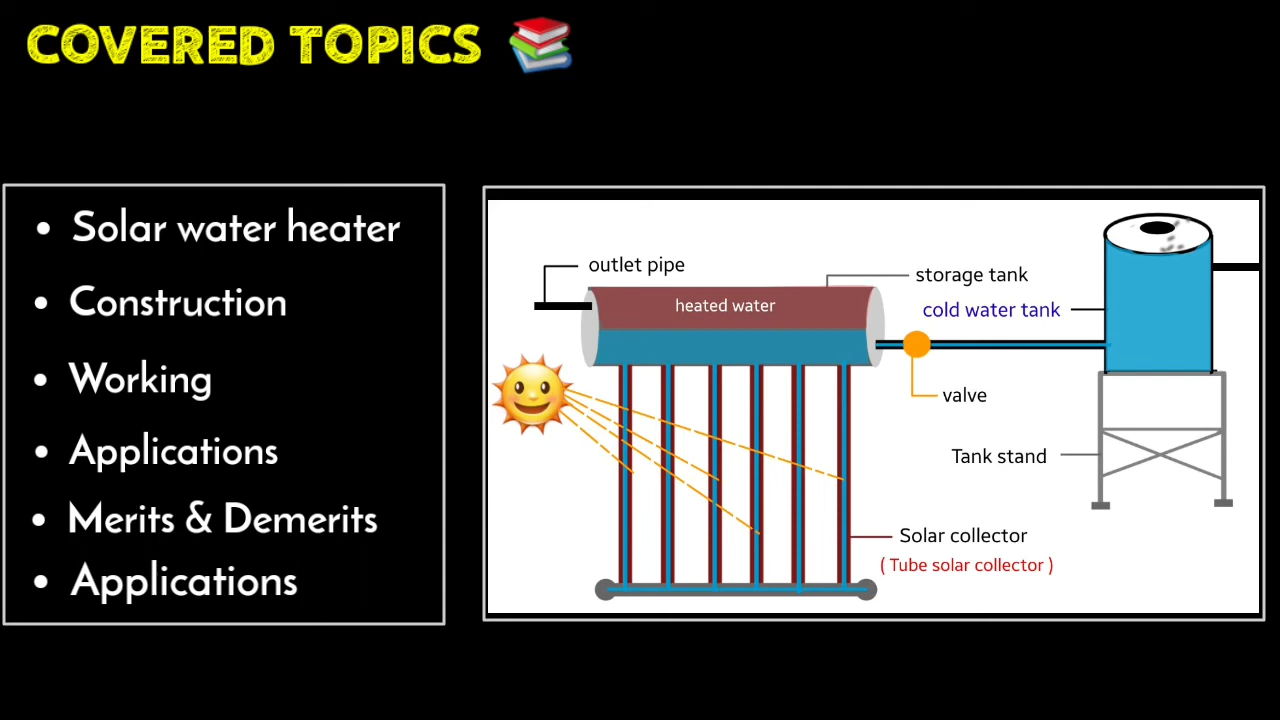 COVERED TOPICS
• Solar water heater
• Construction
• Working
• Applications
• Merits & Demerits
• Applications
outlet pipe
storage tank
heated water
cold water tank
valve
Tank stand
Solar collector
( Tube solar collector )